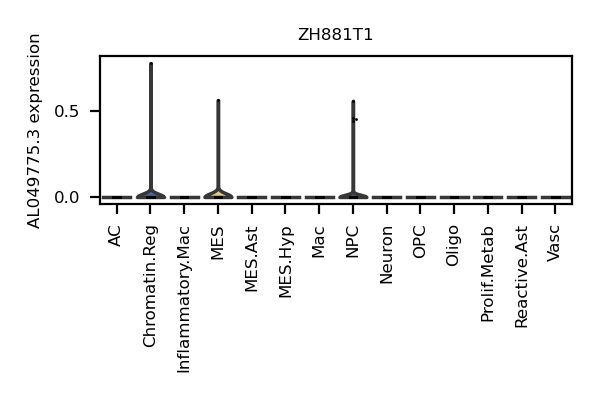 ZH881T1
AL049775.3 expression
0.5
0.0
AC
Chromatin.Reg
Inflammatory.Mac
MES
MES.Ast
MES.Hyp
Mac
NPC
Neuron
OPC
Oligo
Prolif.Metab
Reactive.Ast
Vasc